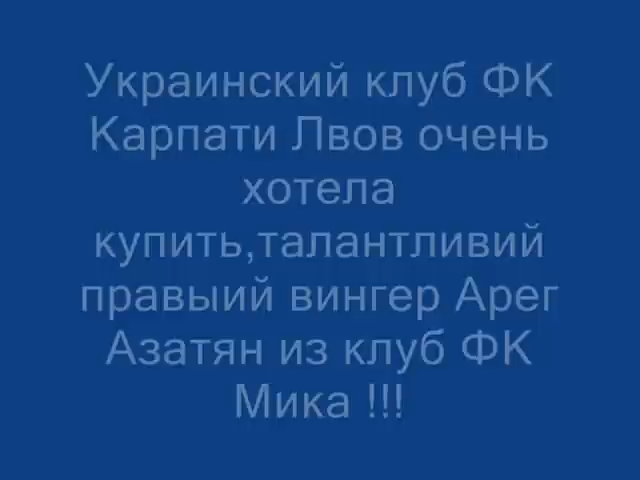 Украинский клуб ФК
Карпати Лвов очень
хотела
купить,талантливий
правыий вингер Арег
Азатян из клуб ФК
Мика !!!